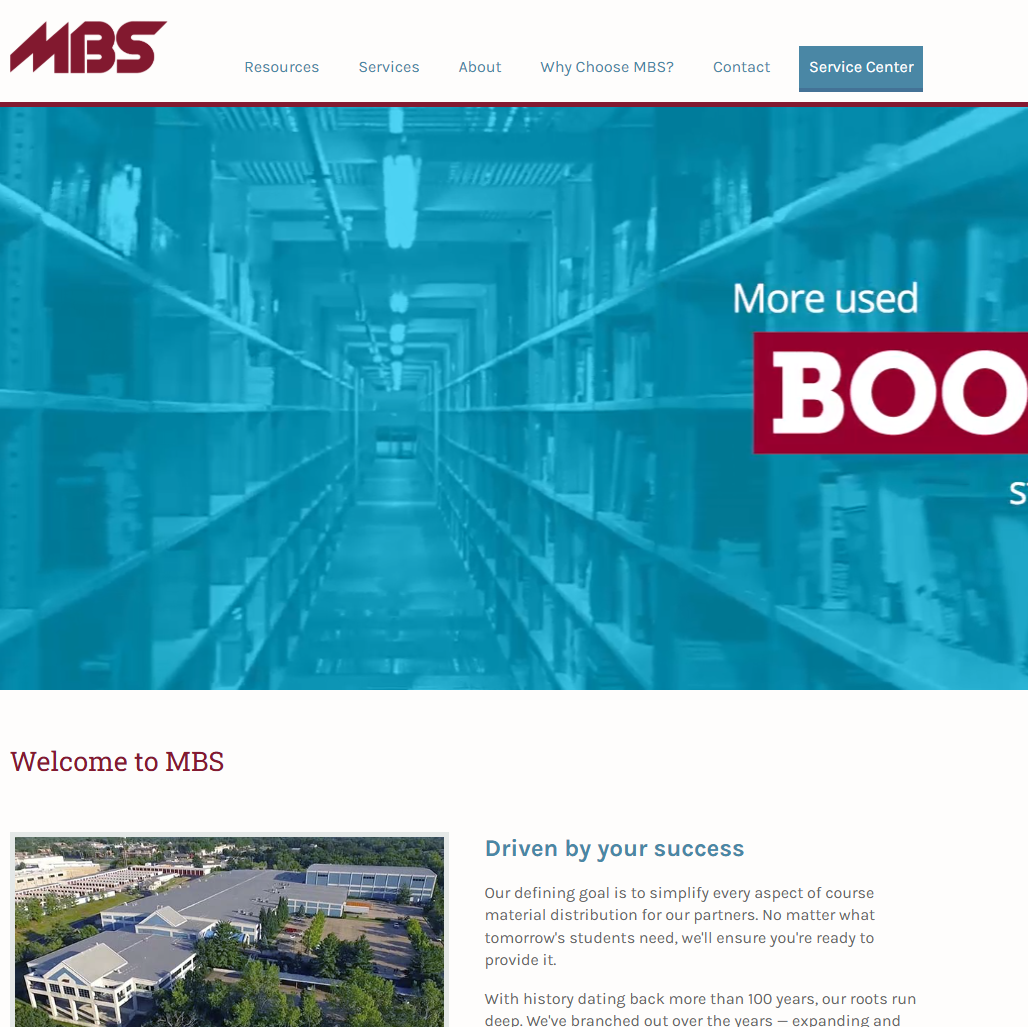 MBS
Resources
Services
About
Why Choose MBS?
Contact
Service Center
More used
Welcome to MBS
Driven by your success
Our defining goal is to simplify every aspect of course
material distribution for our partners. No matter what
tomorrow's students need, we'll ensure you're ready to
provide it.
With history dating back more than 100 years, our roots run
deep. We've branched out over the years — expanding and